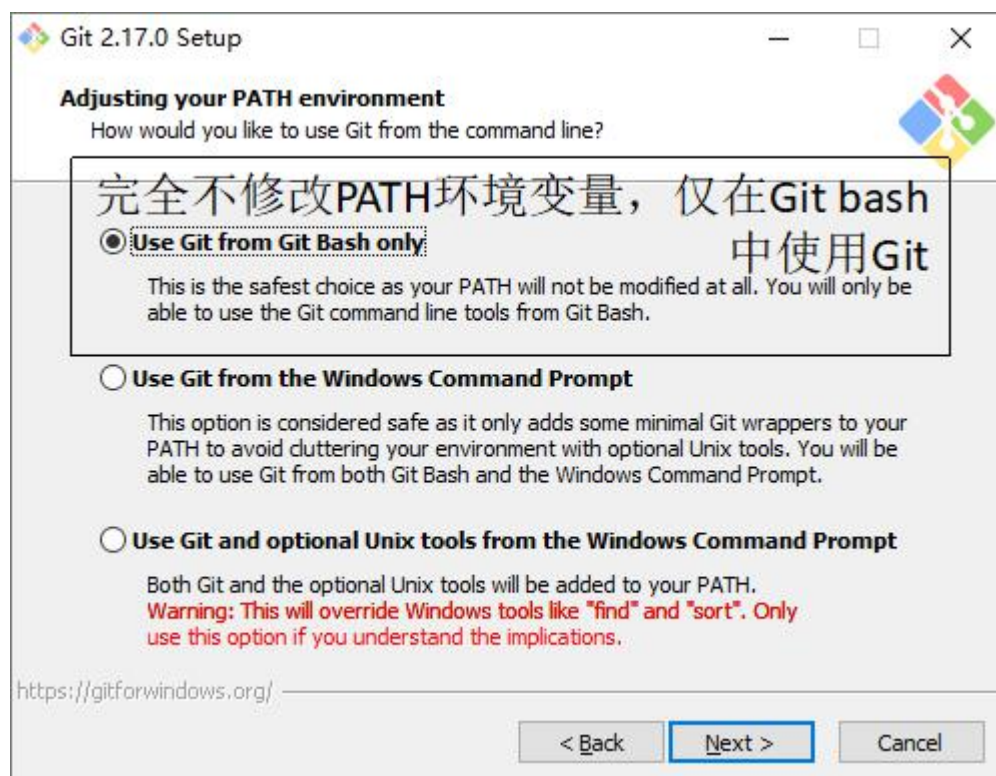 Git 2.17.0 Setup
Adjusting your PATH environment
How would you like to use Git from the command line?
完全不修改PATH环境变量，仅在Git bash
中使用Git
Use Git from Git Bash only
This is the safest choice as your PATH will not be modified at all. You will only be
able to use the Git command line tools from Git Bash.
Use Git from the Windows Command Prompt
This option is considered safe as it only adds some minimal Git wrappers to your
PATH to avoid cluttering your environment with optional Unix tools. You will be
able to use Git from both Git Bash and the Windows Command Prompt.
Use Git and optional Unix tools from the Windows Command Prompt
Both Git and the optional Unix tools will be added to your PATH.
Warning: This will override Windows tools like "find" and "sort". Only
use this option if you understand the implications.
https://gitforwindows.org/
< Back
Next >
Cancel